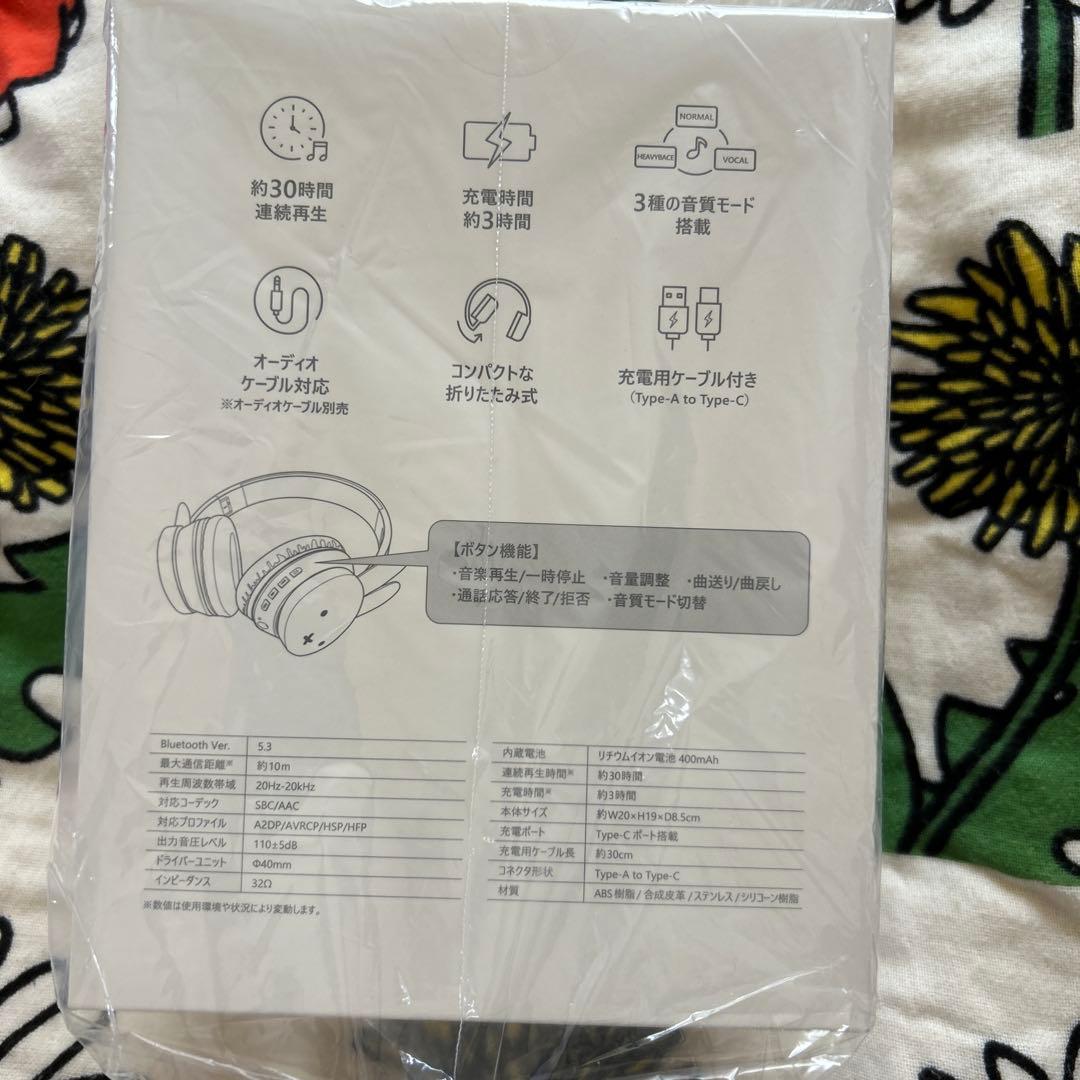 約30時間
連続再生
充電時間
約3時間
NORMAL
HEAVYBACE
VOCAL
3種の音質モード
搭載
オーディオ
ケーブル対応
※オーディオケーブル別売
コンパクトな
折りたたみ式
充電用ケーブル付き
(Type-A to Type-C)
【ボタン機能】
・音楽再生/一時停止 ・音量調整 ・曲送り/曲戻し
・通話応答/終了/拒否 ・音質モード切替
Bluetooth Ver. 5.3
最大通信距離※ 約10m
再生周波数帯域 20Hz-20kHz
対応コーデック SBC/AAC
対応プロファイル A2DP/AVRCP/HSP/HFP
出力音圧レベル 110±5dB
ドライバーユニット Φ40mm
インピーダンス 32Ω
※数値は使用環境や状況により変動します。
内蔵電池 リチウムイオン電池 400mAh
連続再生時間※ 約30時間
充電時間※ 約3時間
本体サイズ 約W20×H19×D8.5cm
充電ポート Type-C ポート搭載
充電用ケーブル長 約30cm
コネクタ形状 Type-A to Type-C
材質 ABS 樹脂 / 合成皮革 / ステンレス / シリコーン樹脂